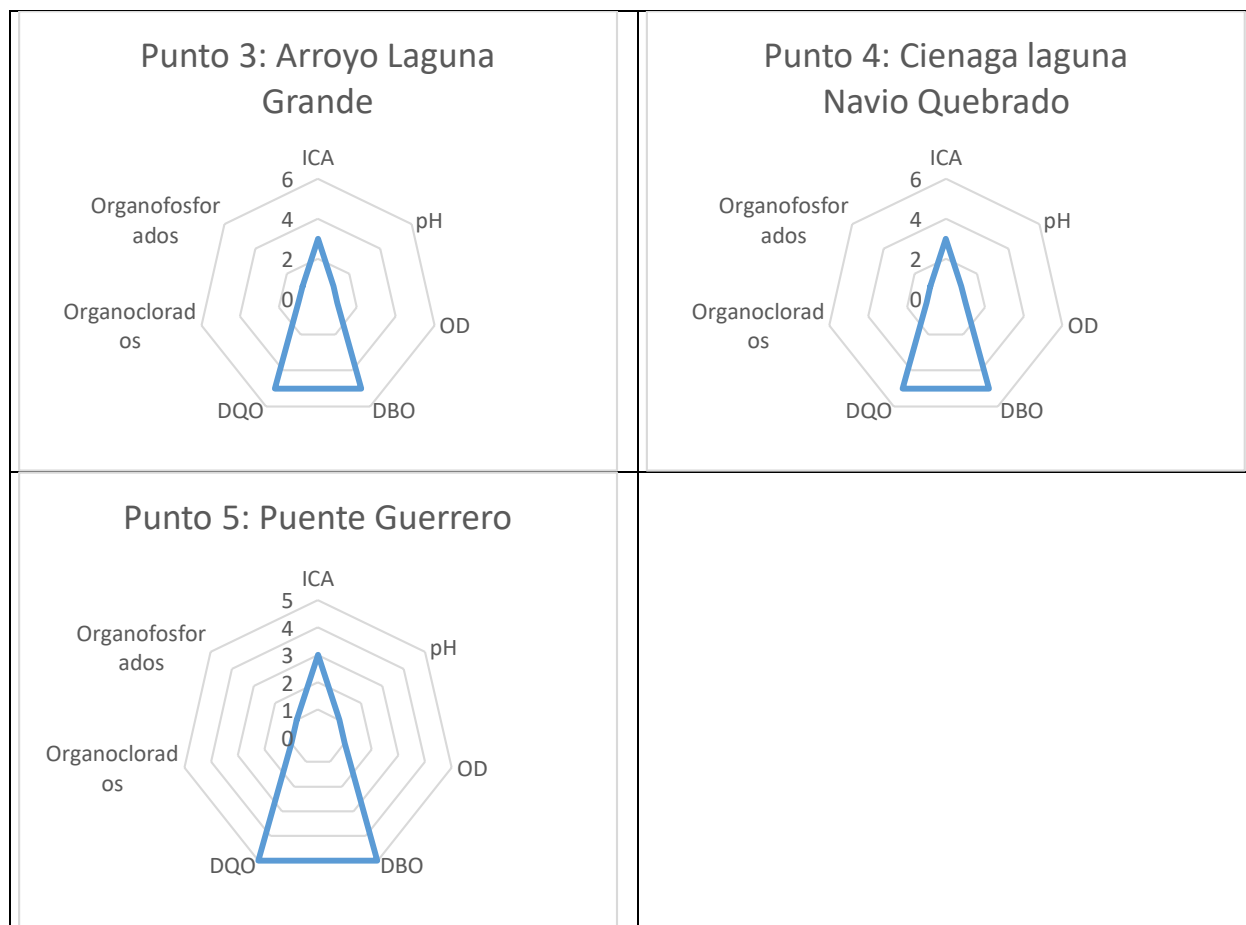 Punto 3: Arroyo Laguna
Grande
ICA
6
Organofosfor
ados
4
pH
2
Organoclorad
os
0
OD
DQO
DBO
Punto 4: Cienaga laguna
Navio Quebrado
ICA
6
Organofosfor
ados
4
pH
2
Organoclorad
os
0
OD
DQO
DBO
Punto 5: Puente Guerrero
ICA
5
4
Organofosfor
ados
pH
3
2
1
0
Organoclorad
os
OD
DQO
DBO